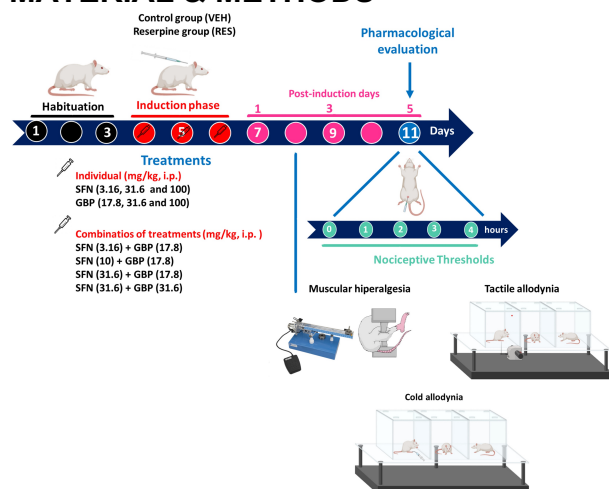 MATERIAL & METHODS
Control group (VEH)
Reserpine group (RES)
Pharmacological
evaluation
Habituation
Induction phase
Post-induction days
1 3 5
1 3 5 7 9 11 Days
Treatments
Individual (mg/kg, i.p.)
SFN (3.16, 31.6 and 100)
GBP (17.8, 31.6 and 100)
Combinatios of treatments (mg/kg, i.p. )
SFN (3.16) + GBP (17.8)
SFN (10) + GBP (17.8)
SFN (31.6) + GBP (17.8)
SFN (31.6) + GBP (31.6)
0 1 2 3 4 hours
Nociceptive Thresholds
Muscular hiperalgesia
Tactile allodynia
Cold allodynia